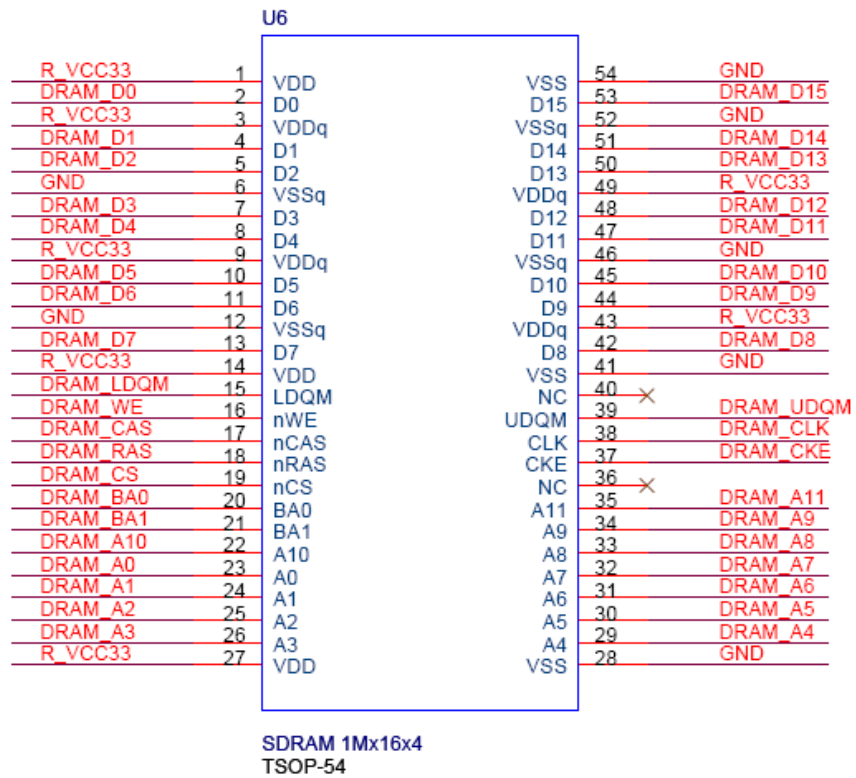 U6
R_VCC33 1 VDD VSS 54 GND
DRAM_D0 2 D0 D15 53 DRAM_D15
R_VCC33 3 VDDq VSSq 52 GND
DRAM_D1 4 D1 D14 51 DRAM_D14
DRAM_D2 5 D2 D13 50 DRAM_D13
GND 6 VSSq VDDq 49 R_VCC33
DRAM_D3 7 D3 D12 48 DRAM_D12
DRAM_D4 8 D4 D11 47 DRAM_D11
R_VCC33 9 VDDq VSSq 46 GND
DRAM_D5 10 D5 D10 45 DRAM_D10
DRAM_D6 11 D6 D9 44 DRAM_D9
GND 12 VSSq VDDq 43 R_VCC33
DRAM_D7 13 D7 D8 42 DRAM_D8
R_VCC33 14 VDD VSS 41 GND
DRAM_LDQM 15 LDQM NC 40
DRAM_WE 16 nWE UDQM 39 DRAM_UDQM
DRAM_CAS 17 nCAS CLK 38 DRAM_CLK
DRAM_RAS 18 nRAS CKE 37 DRAM_CKE
DRAM_CS 19 nCS NC 36
DRAM_BA0 20 BA0 A11 35 DRAM_A11
DRAM_BA1 21 BA1 A9 34 DRAM_A9
DRAM_A10 22 A10 A8 33 DRAM_A8
DRAM_A0 23 A0 A7 32 DRAM_A7
DRAM_A1 24 A1 A6 31 DRAM_A6
DRAM_A2 25 A2 A5 30 DRAM_A5
DRAM_A3 26 A3 A4 29 DRAM_A4
R_VCC33 27 VDD VSS 28 GND
SDRAM 1Mx16x4
TSOP-54